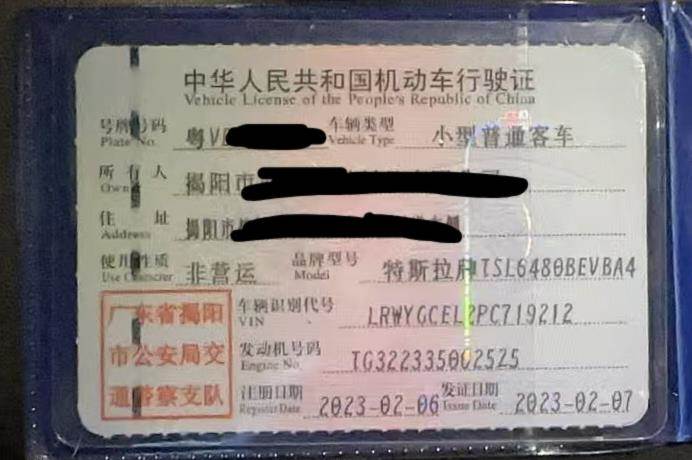 中华人民共和国机动车行驶证
Vehicle License of the People's Republic of China
号牌号码 粤V 车辆类型 小型普通客车
Plate No. Vehicle Type
所有人 揭阳市
Owner
住址 揭阳市
Address
使用性质 非营运 品牌型号 特斯拉牌TSL6480BEVBA4
Use Character Model
广东省揭阳 车辆识别代号 LRWYGCEL2PC719212
VIN
市公安局交 发动机号码 TG322335002525
Engine No.
通警察支队 注册日期 2023-02-06 发证日期 2023-02-07
Register Date Issue Date